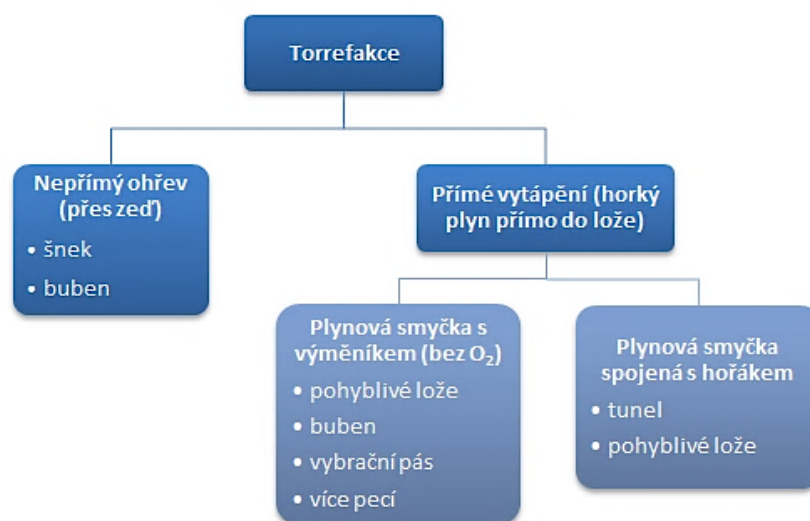 Torrefakce
Nepřímý ohřev
(přes zeď)
• šnek
• buben
Přímé vytápění (horký
plyn přímo do lože)
Plynová smyčka s
výměníkem (bez O₂)
• pohyblivé lože
• buben
• vybrační pás
• více pecí
Plynová smyčka
spojená s hořákem
• tunel
• pohyblivé lože